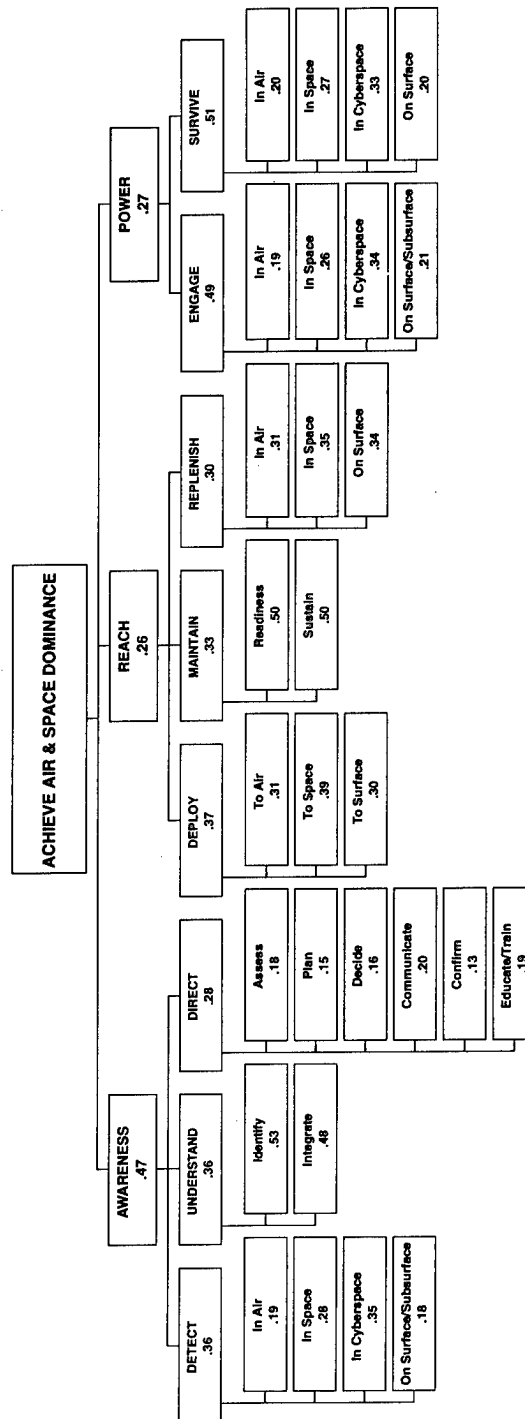 ACHIEVE AIR & SPACE DOMINANCE
AWARENESS
.47
REACH
.26
POWER
.27
DETECT
.36
UNDERSTAND
.36
DIRECT
.28
DEPLOY
.37
MAINTAIN
.33
REPLENISH
.30
ENGAGE
.49
SURVIVE
.51
In Air
.19
In Space
.28
In Cyberspace
.35
On Surface/Subsurface
.18
Identify
.53
Integrate
.48
Assess
.18
Plan
.15
Decide
.16
Communicate
.20
Confirm
.13
Educate/Train
.19
To Air
.31
To Space
.39
To Surface
.30
Readiness
.50
Sustain
.50
In Air
.31
In Space
.35
On Surface
.34
In Air
.19
In Space
.26
In Cyberspace
.34
On Surface/Subsurface
.21
In Air
.20
In Space
.27
In Cyberspace
.33
On Surface
.20